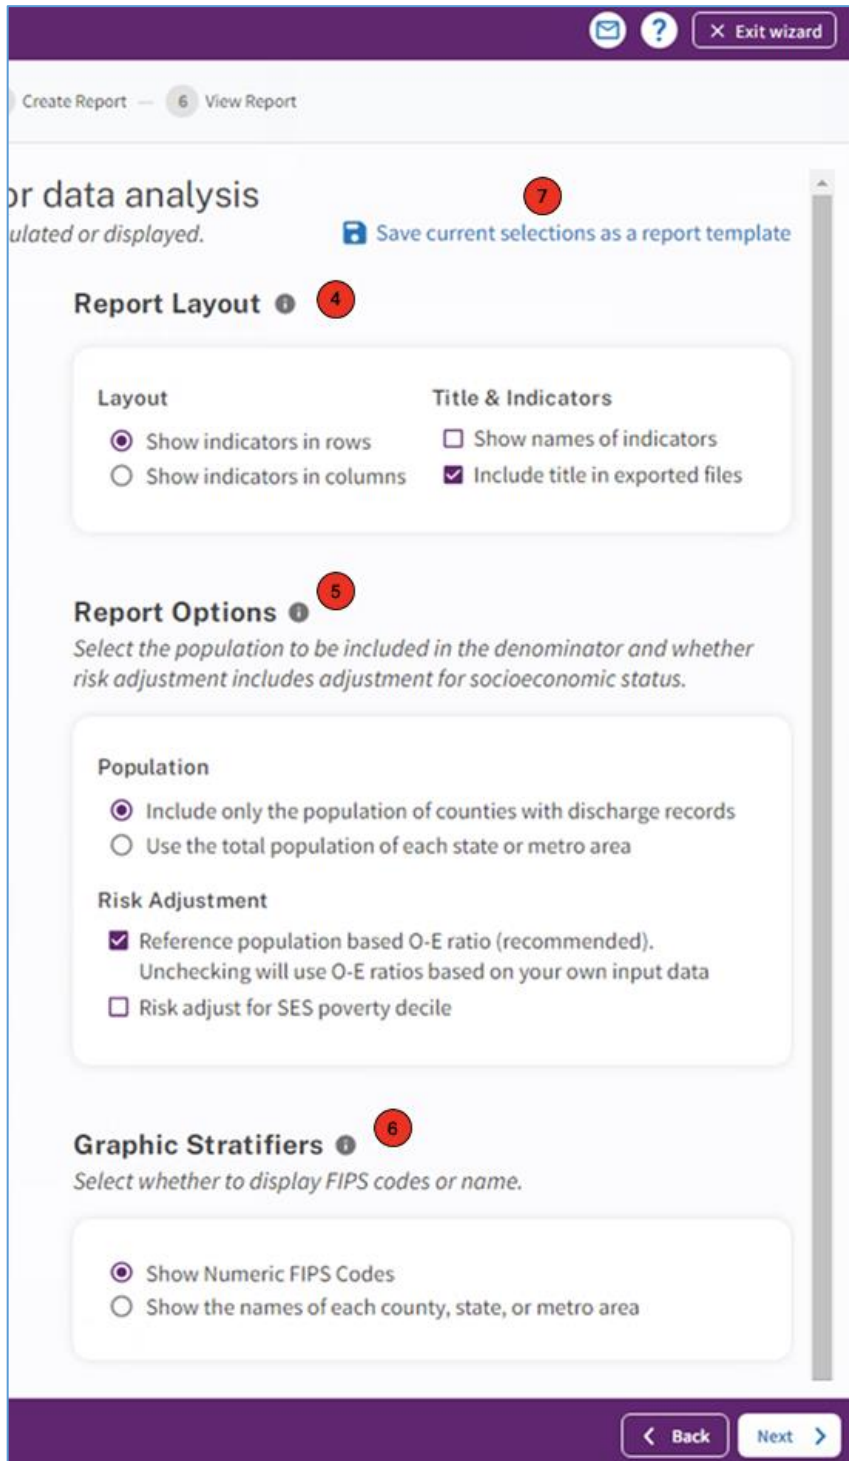 ? × Exit wizard
Create Report — 6 View Report
or data analysis
7
ulated or displayed.
Save current selections as a report template
Report Layout i 4
Layout
Show indicators in rows
Show indicators in columns
Title & Indicators
Show names of indicators
Include title in exported files
Report Options i 5
Select the population to be included in the denominator and whether
risk adjustment includes adjustment for socioeconomic status.
Population
Include only the population of counties with discharge records
Use the total population of each state or metro area
Risk Adjustment
Reference population based O-E ratio (recommended).
Unchecking will use O-E ratios based on your own input data
Risk adjust for SES poverty decile
Graphic Stratifiers i 6
Select whether to display FIPS codes or name.
Show Numeric FIPS Codes
Show the names of each county, state, or metro area
Back
Next